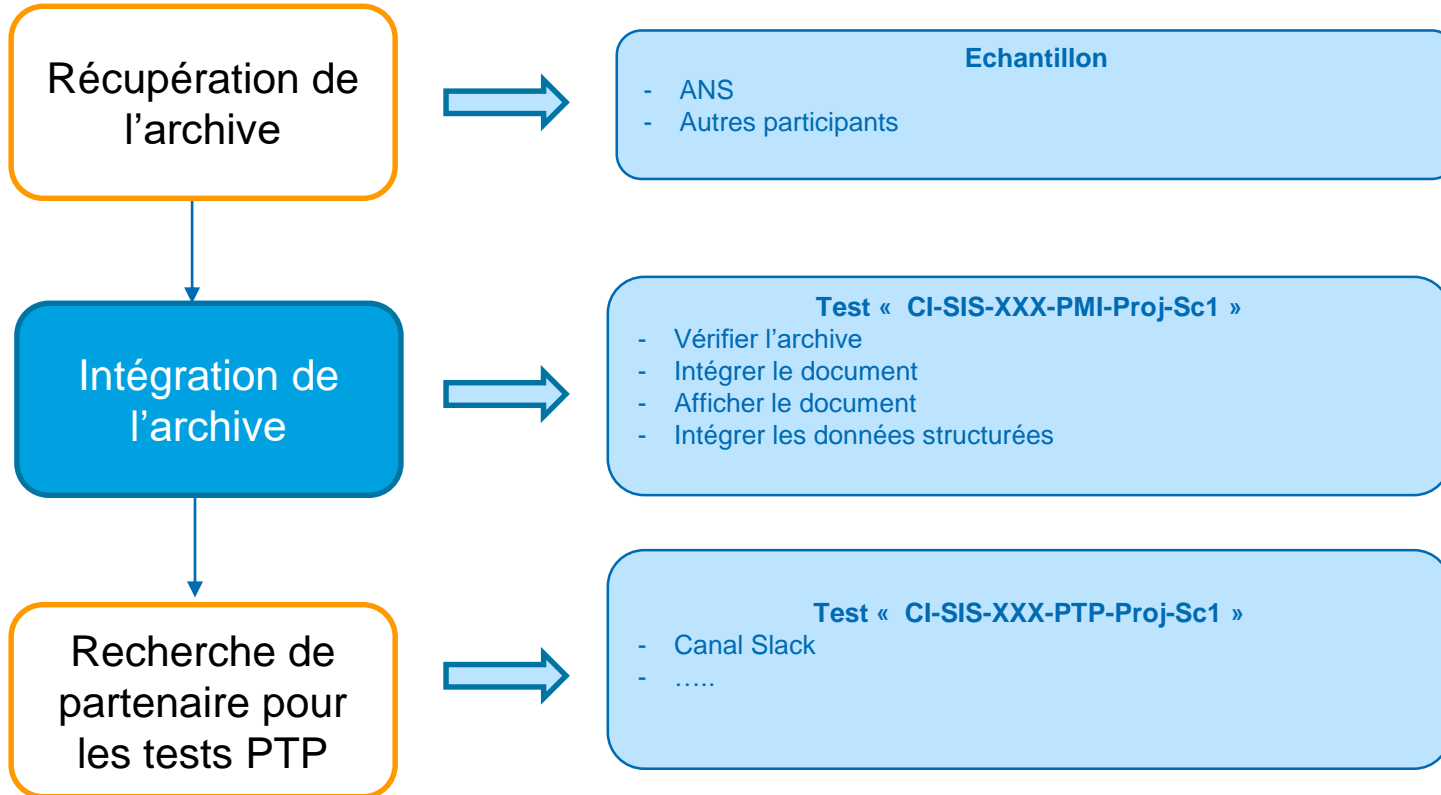 Récupération de
l’archive
Echantillon
- ANS
- Autres participants
Intégration de
l’archive
Test « CI-SIS-XXX-PMI-Proj-Sc1 »
- Vérifier l’archive
- Intégrer le document
- Afficher le document
- Intégrer les données structurées
Recherche de
partenaire pour
les tests PTP
Test « CI-SIS-XXX-PTP-Proj-Sc1 »
- Canal Slack
- …..